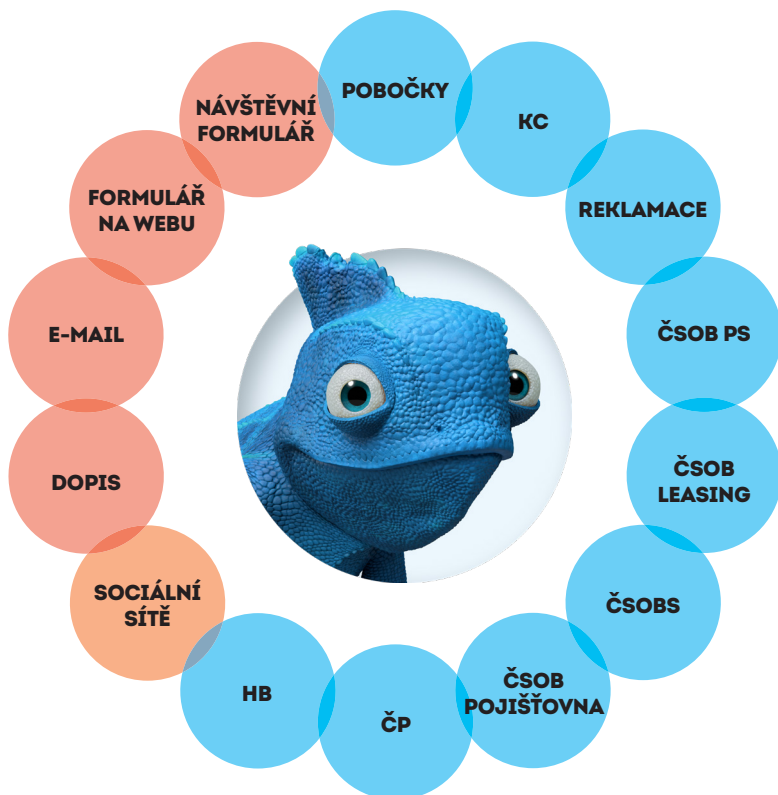 POBOČKY
KC
REKLAMACE
ČSOB PS
ČSOB
LEASING
ČSOBS
ČSOB
POJIŠŤOVNA
ČP
HB
SOCIÁLNÍ
SÍTĚ
DOPIS
E-MAIL
FORMULÁŘ
NA WEBU
NÁVŠTĚVNÍ
FORMULÁŘ